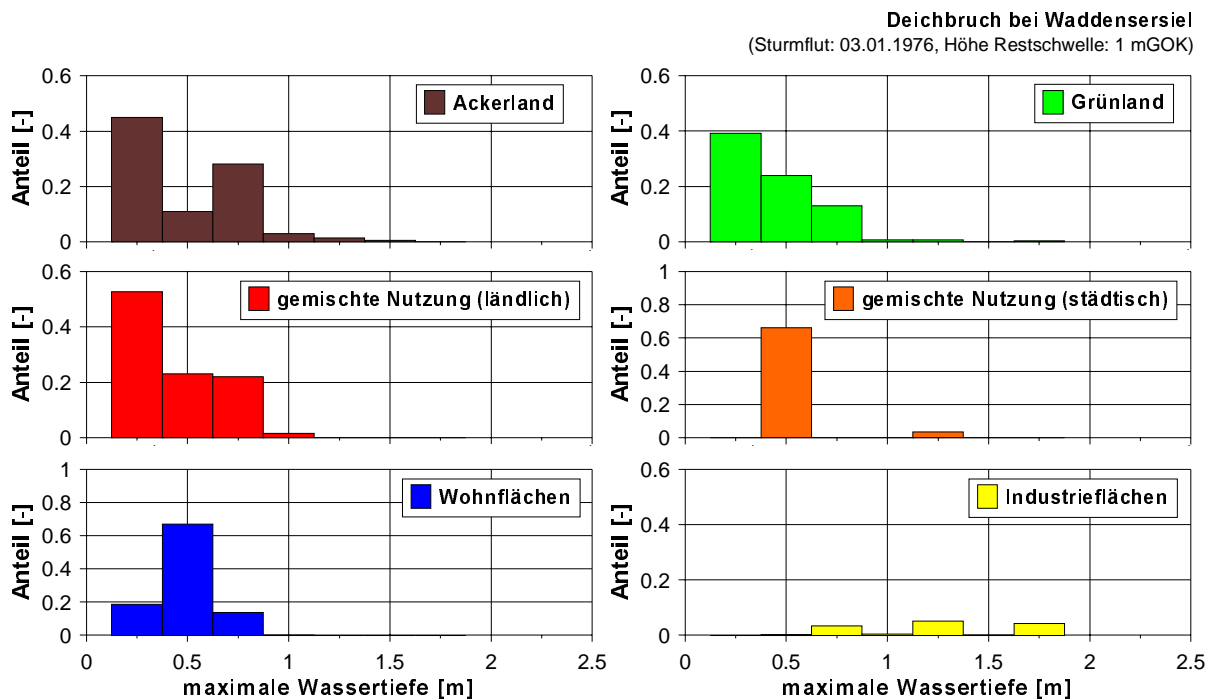 Deichbruch bei Waddensersiel
(Sturmflut: 03.01.1976, Höhe Restschwelle: 1 mGOK)
Ackerland
Anteil [-]
0.6
0.4
0.2
0
Grünland
Anteil [-]
0.6
0.4
0.2
0
gemischte Nutzung (ländlich)
Anteil [-]
0.6
0.4
0.2
0
gemischte Nutzung (städtisch)
Anteil [-]
1
0.8
0.6
0.4
0.2
0
Wohnflächen
Anteil [-]
1
0.8
0.6
0.4
0.2
0
0 0.5 1 1.5 2 2.5
maximale Wassertiefe [m]
Industrieflächen
Anteil [-]
0.6
0.4
0.2
0
0 0.5 1 1.5 2 2.5
maximale Wassertiefe [m]